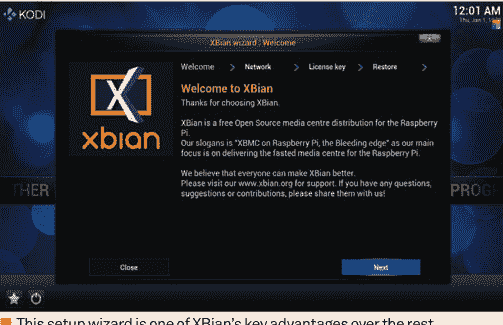 KODI
12:01 AM
Thu, Jan 1,
XBian wizard : Welcome
Welcome > Network > License key > Restore >
xbian
Welcome to XBian
Thanks for choosing XBian.
XBian is a free Open Source media centre distribution for the Raspberry
Pi.
Our slogans is "XBMC on Raspberry Pi, the Bleeding edge" as our main
focus is on delivering the fasted media centre for the Raspberry Pi.
We believe that everyone can make XBian better.
Please visit our www.xbian.org for support. If you have any questions,
suggestions or contributions, please share them with us!
THER
PROG
Close
Next
This setup wizard is one of XBian's key advantages over the rest